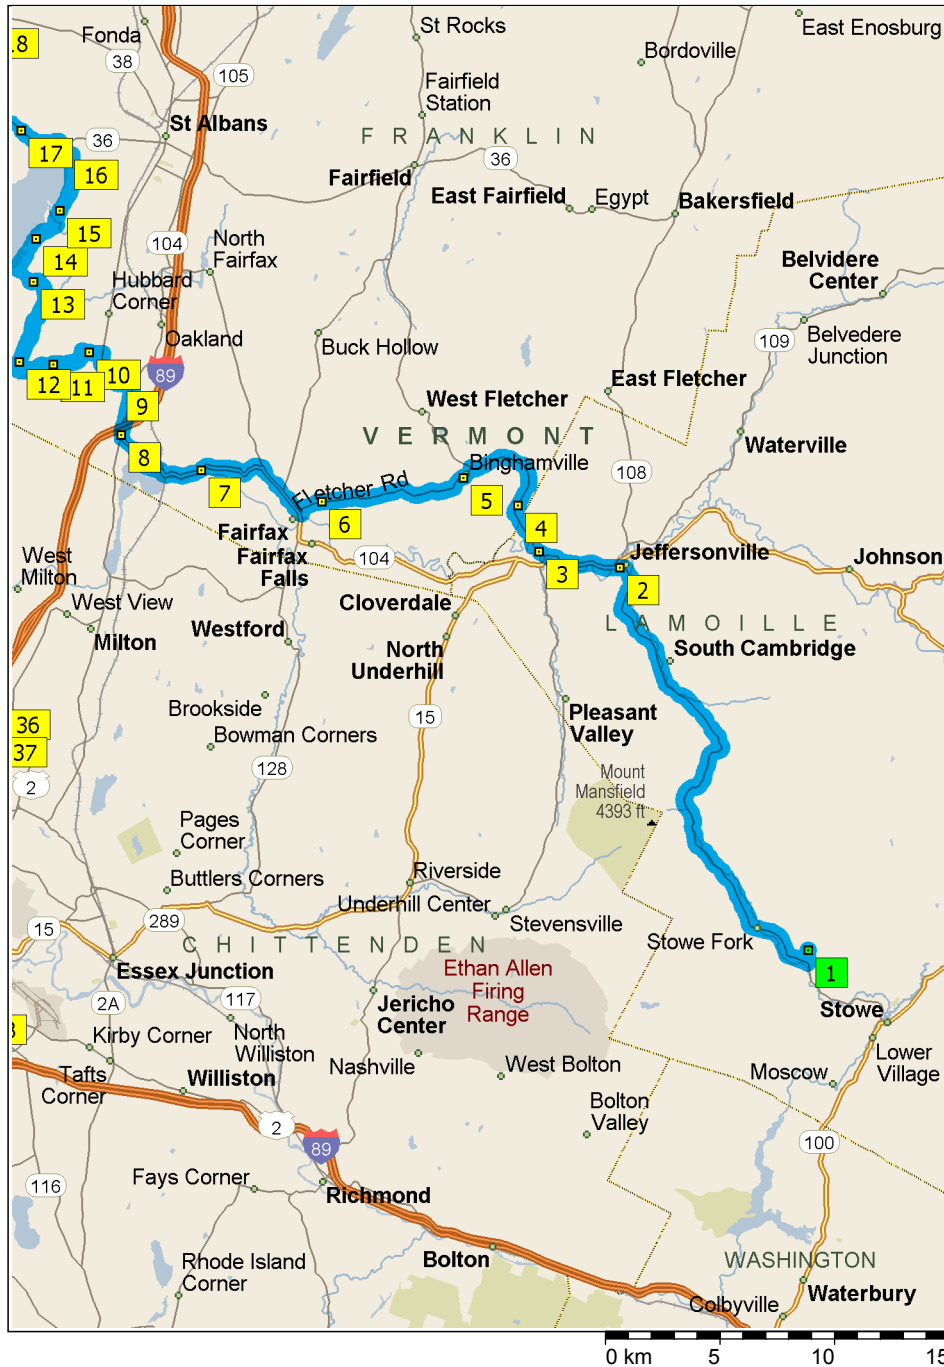 Fonda
St Rocks
East Enosburg
.8
38
105
Bordoville
Fairfield
Station
St Albans
FRANKLIN
36
17
36
16
Fairfield
East Fairfield
Egypt
Bakersfield
15
104
North
Fairfax
14
Belvidere
Center
13
Hubbard
Corner
Oakland
Buck Hollow
109
Belvedere
Junction
12
11
10
89
East Fletcher
9
West Fletcher
VERMONT
Waterville
8
Binghamville
108
7
Fletcher Rd
5
6
4
Fairfax
Fairfax
Falls
104
3
Jeffersonville
Johnson
2
West
Milton
West View
Cloverdale
LAMOILLE
Milton
Westford
North
Underhill
South Cambridge
Brookside
15
Pleasant
Valley
36
Bowman Corners
37
2
128
Mount
Mansfield
4393 ft
Pages
Corner
Buttlers Corners
Riverside
Underhill Center
Stevensville
15
289
CHITTENDEN
Stowe Fork
Essex Junction
Ethan Allen
Firing
Range
1
2A
117
Jericho
Center
Stowe
3
Kirby Corner
North
Williston
Nashville
West Bolton
Lower
Village
Tafts
Corner
Williston
Moscow
Bolton
Valley
2
89
100
116
Fays Corner
Richmond
Bolton
Rhode Island
Corner
WASHINGTON
Waterbury
Colbyville
0 km 5 10 15